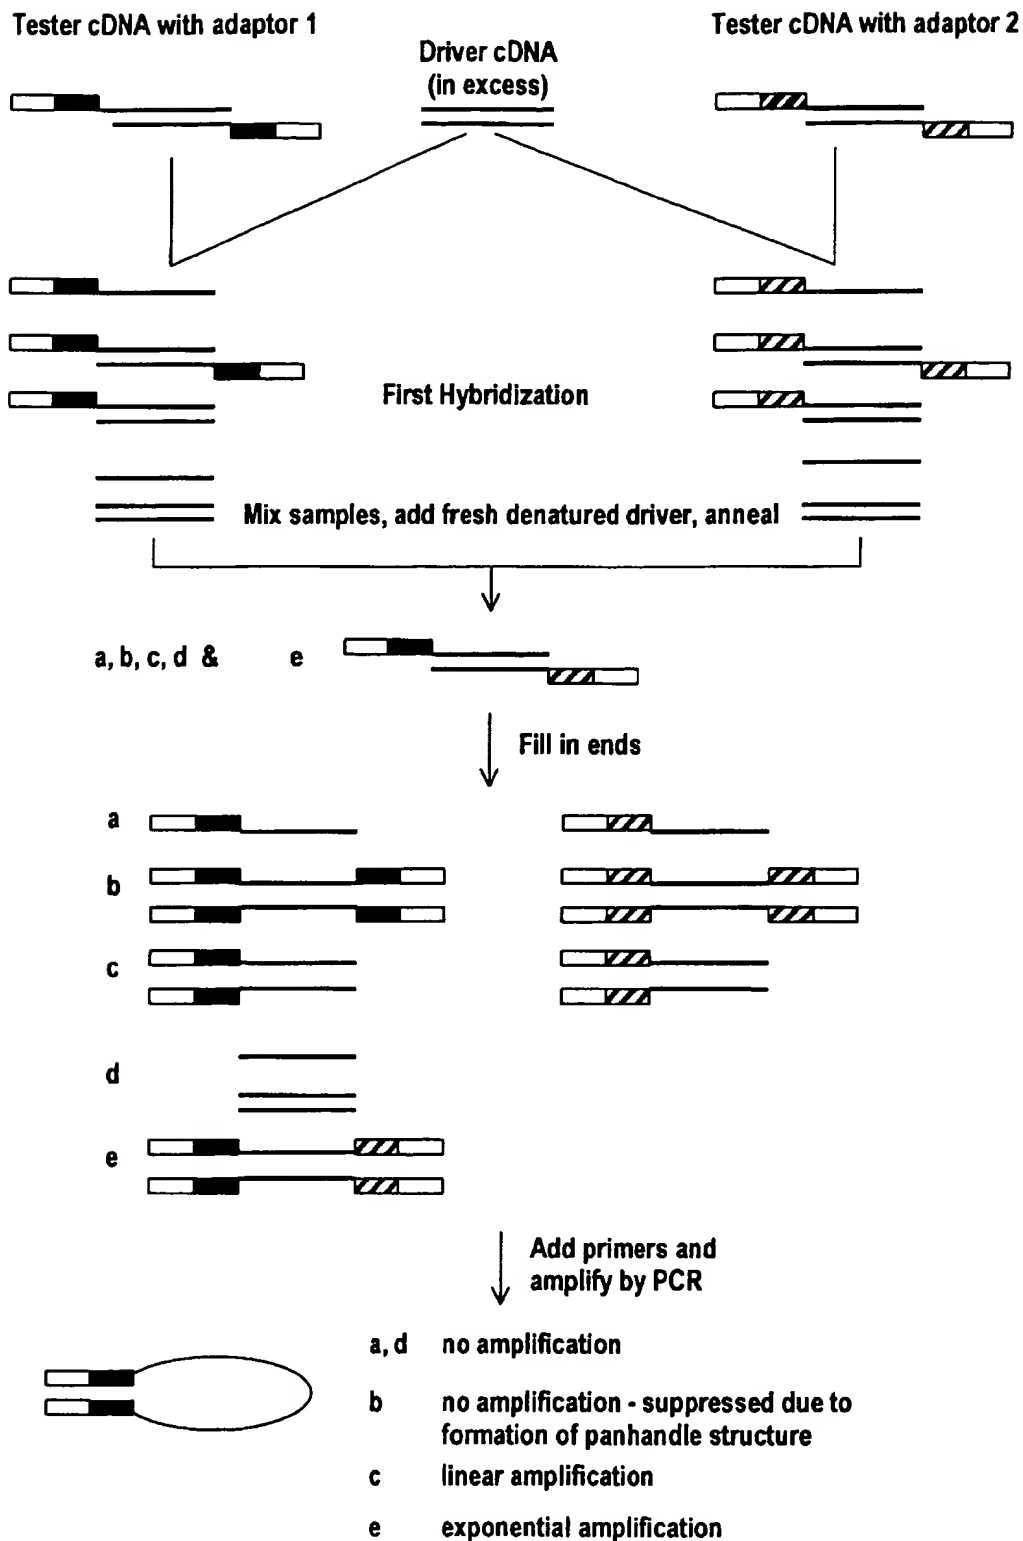 Tester cDNA with adaptor 1
Tester cDNA with adaptor 2
Driver cDNA
(in excess)
First Hybridization
Mix samples, add fresh denatured driver, anneal
a, b, c, d & e
Fill in ends
a
b
c
d
e
Add primers and
amplify by PCR
a, d no amplification
b no amplification - suppressed due to
formation of panhandle structure
c linear amplification
e exponential amplification